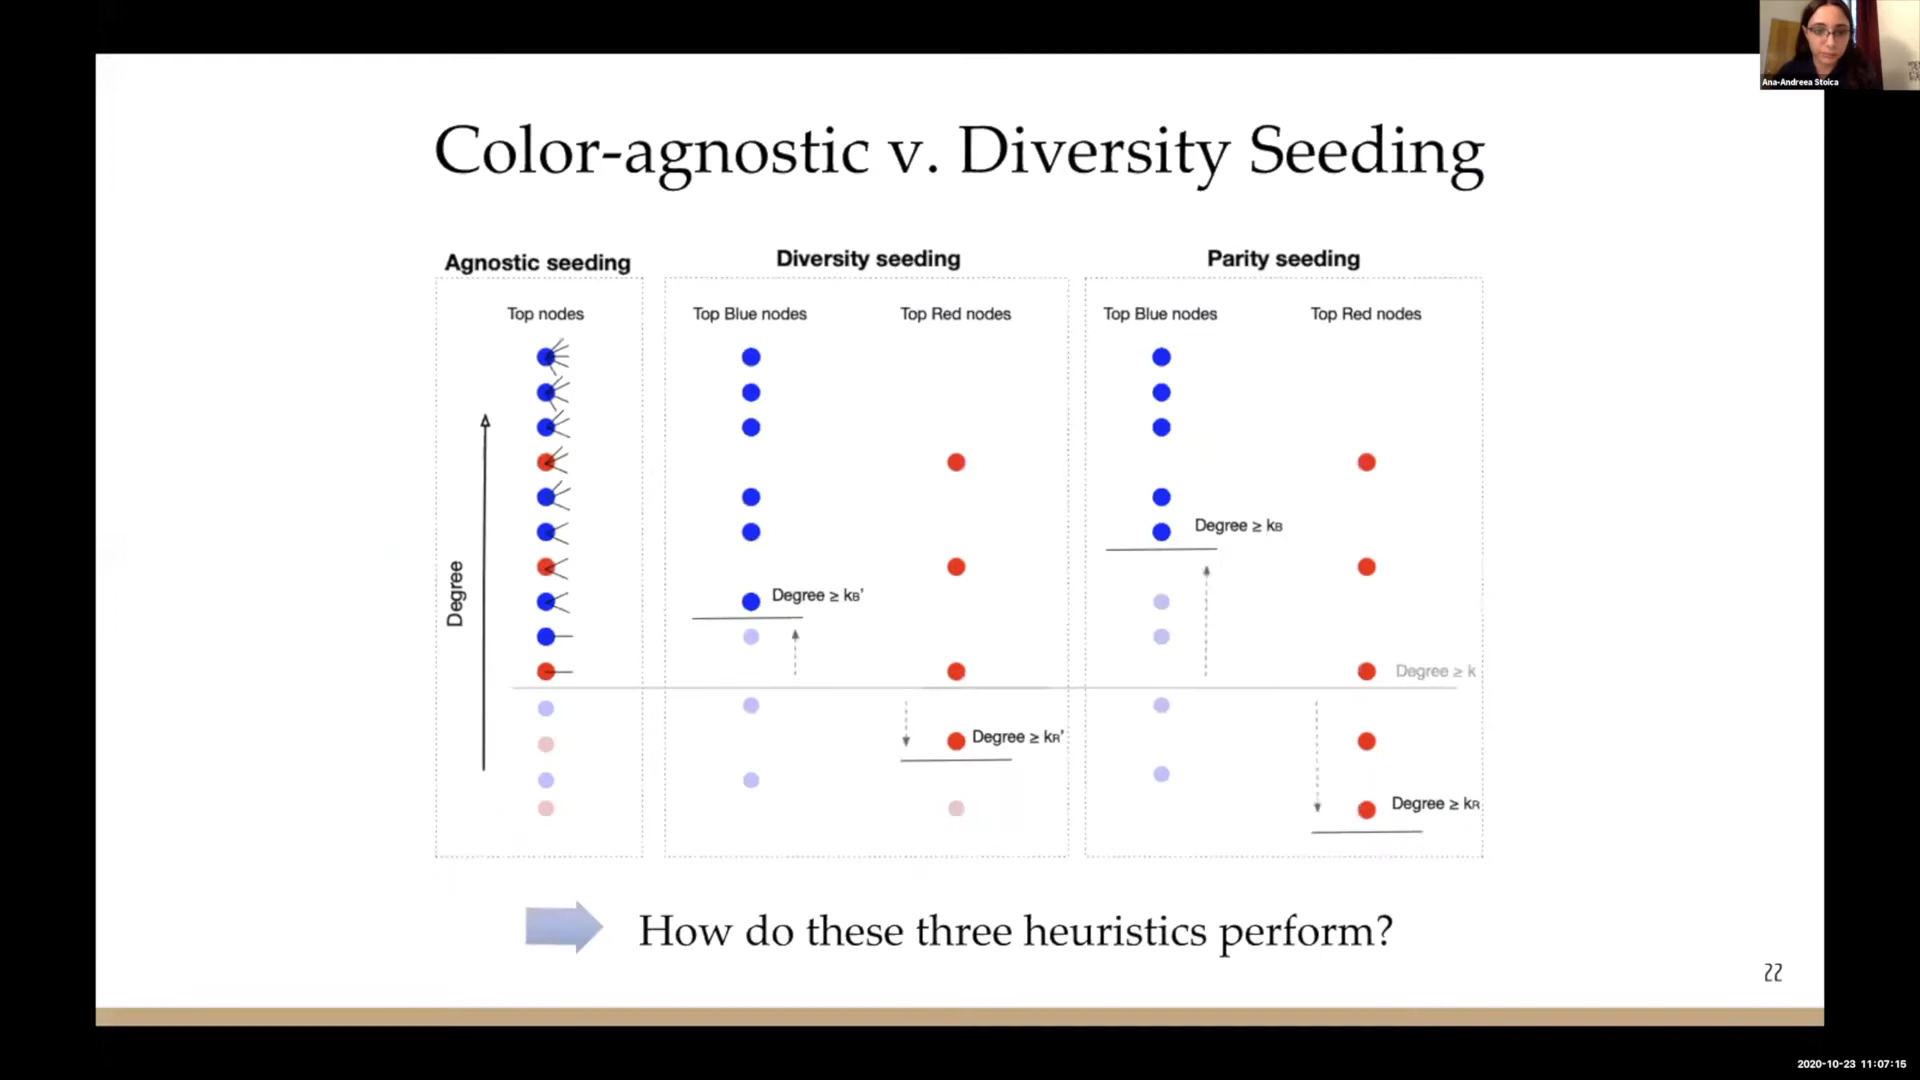 Ana-Andreea Stoica
Color-agnostic v. Diversity Seeding
Agnostic seeding
Diversity seeding
Parity seeding
Top nodes
Top Blue nodes
Top Red nodes
Top Blue nodes
Top Red nodes
Degree ≥ kB
Degree
Degree ≥ kB'
Degree ≥ k
Degree ≥ kR'
Degree ≥ kR
How do these three heuristics perform?
22
2020-10-23 11:07:15